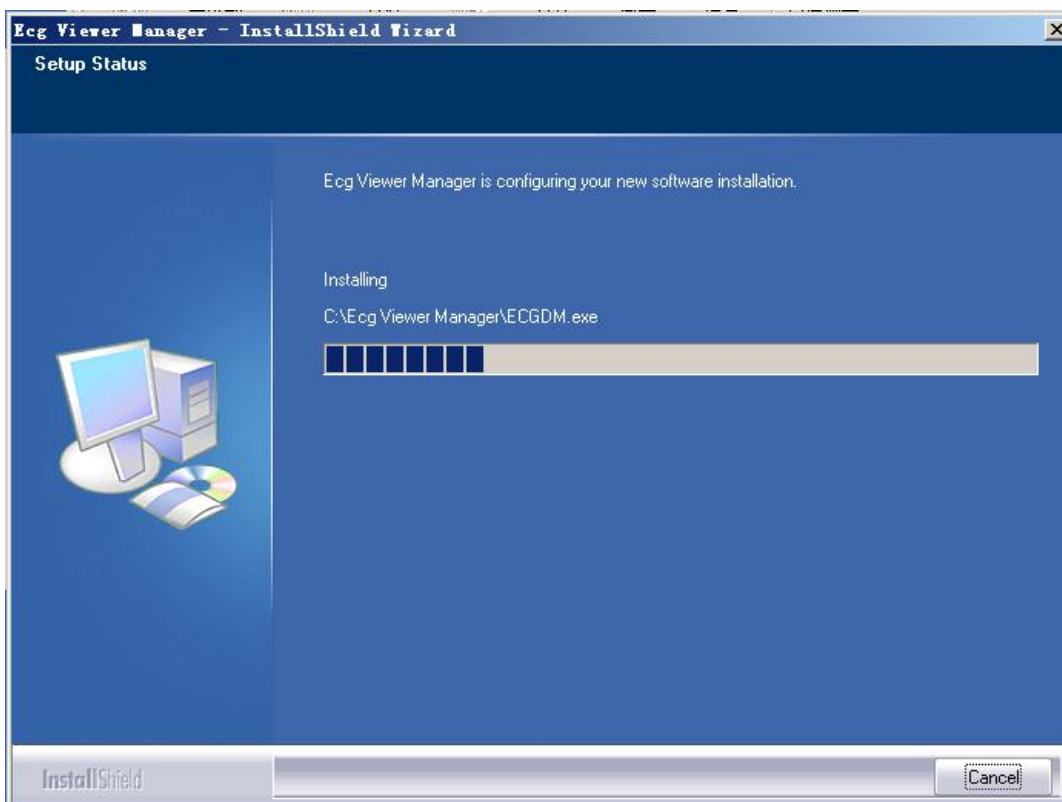 Ecg Viewer Manager - InstallShield Wizard
Setup Status
Ecg Viewer Manager is configuring your new software installation.
Installing
C:\Ecg Viewer Manager\ECGDM.exe
InstallShield
Cancel